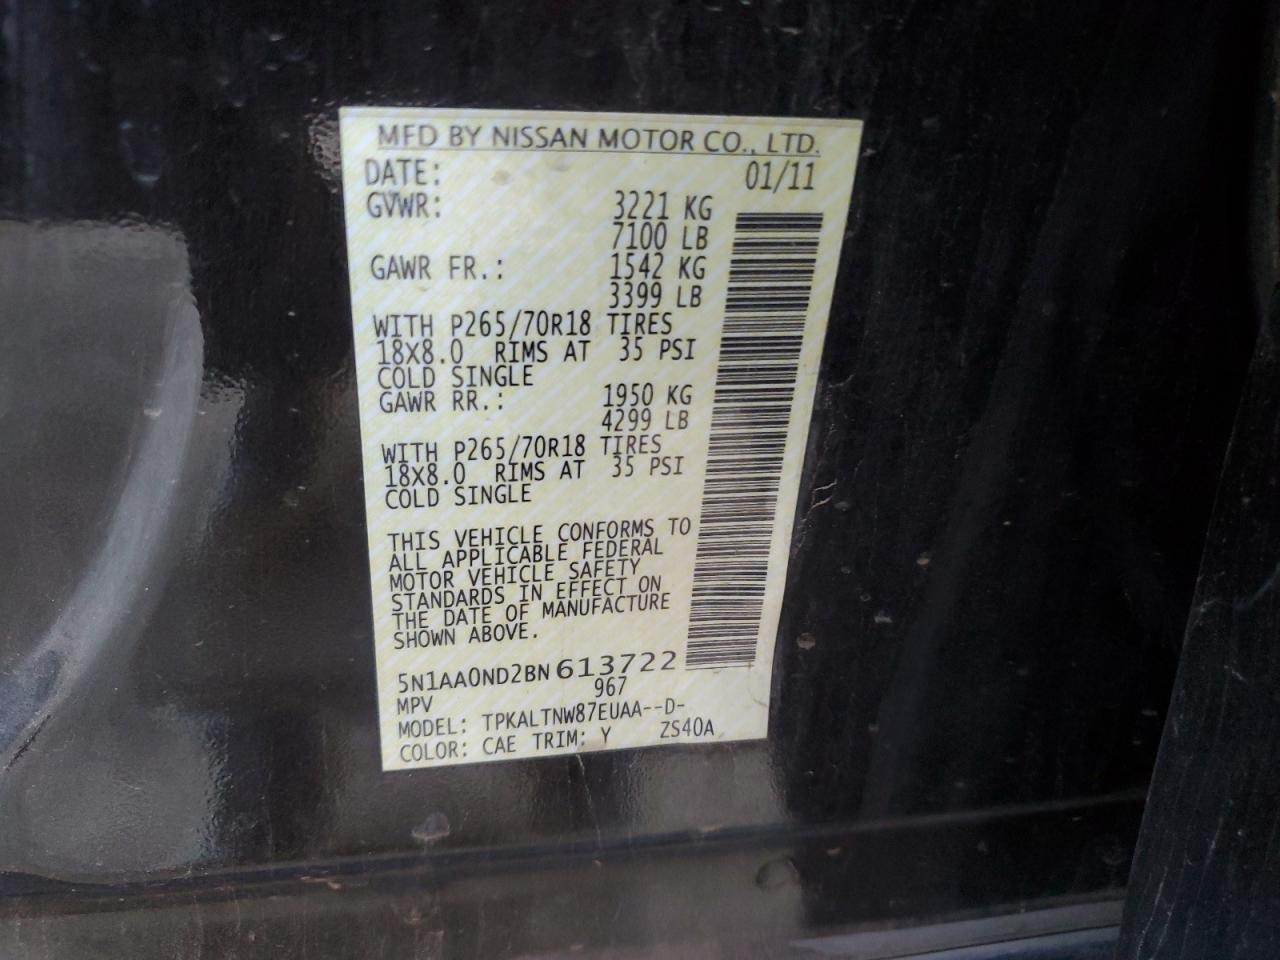 MFD BY NISSAN MOTOR CO., LTD.
DATE: 01/11
GVWR: 3221 KG
7100 LB
GAWR FR.: 1542 KG
3399 LB
WITH P265/70R18 TIRES
18X8.0 RIMS AT 35 PSI
COLD SINGLE
GAWR RR.: 1950 KG
4299 LB
WITH P265/70R18 TIRES
18X8.0 RIMS AT 35 PSI
COLD SINGLE
THIS VEHICLE CONFORMS TO
ALL APPLICABLE FEDERAL
MOTOR VEHICLE SAFETY
STANDARDS IN EFFECT ON
THE DATE OF MANUFACTURE
SHOWN ABOVE.
5N1AA0ND2BN613722
MPV 967
MODEL: TPKALTNW87EUAA--D-
COLOR: CAE TRIM: Y ZS40A